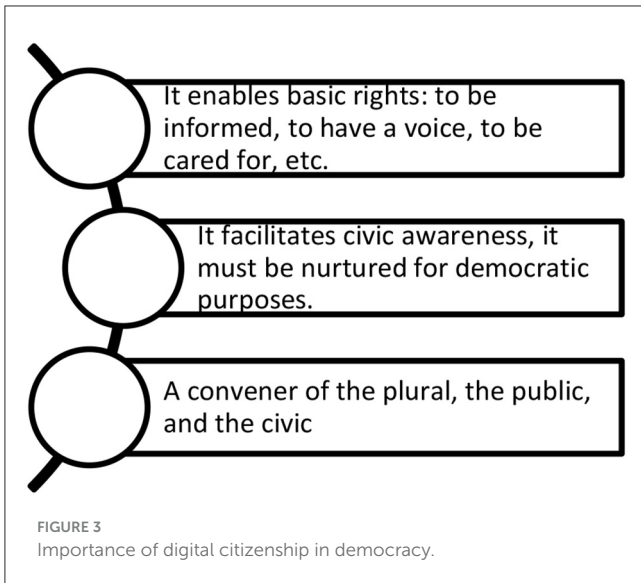 It enables basic rights: to be
informed, to have a voice, to be
cared for, etc.
It facilitates civic awareness, it
must be nurtured for democratic
purposes.
A convener of the plural, the public,
and the civic
FIGURE 3
Importance of digital citizenship in democracy.